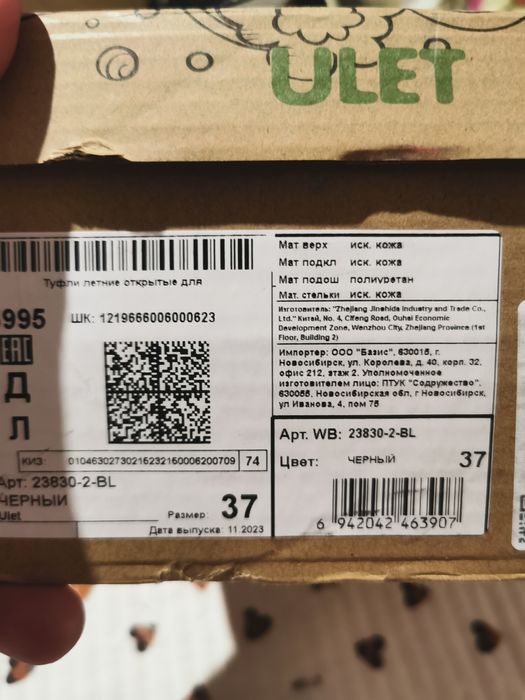 ULET
Туфли летние открытые для
995
ШК: 1219666006000623
EAC
Д
Л
КИЗ: 0104630273021623216000620070​9 74
Арт: 23830-2-BL
ЧЕРНЫЙ
Ulet
Размер: 37
Дата выпуска: 11.2023
Мат верх иск. кожа
Мат подкл иск. кожа
Мат подош полиуретан
Мат. стельки иск. кожа
Изготовитель: "Zhejiang Jinshida Industry and Trade Co.,
Ltd." Китай, No. 4, Cifeng Road, Ouhai Economic
Development Zone, Wenzhou City, Zhejiang Province (1st
Floor, Building 2)
Импортер: ООО "Базис", 630015, г.
Новосибирск, ул. Королева, д. 40, корп. 32,
офис 212, этаж 2. Уполномоченное
изготовителем лицо: ПТУК "Содружество",
630055, Новосибирская обл, г Новосибирск,
ул Иванова, 4, пом 75
Арт. WB: 23830-2-BL
Цвет: ЧЕРНЫЙ 37
6 942042 463907